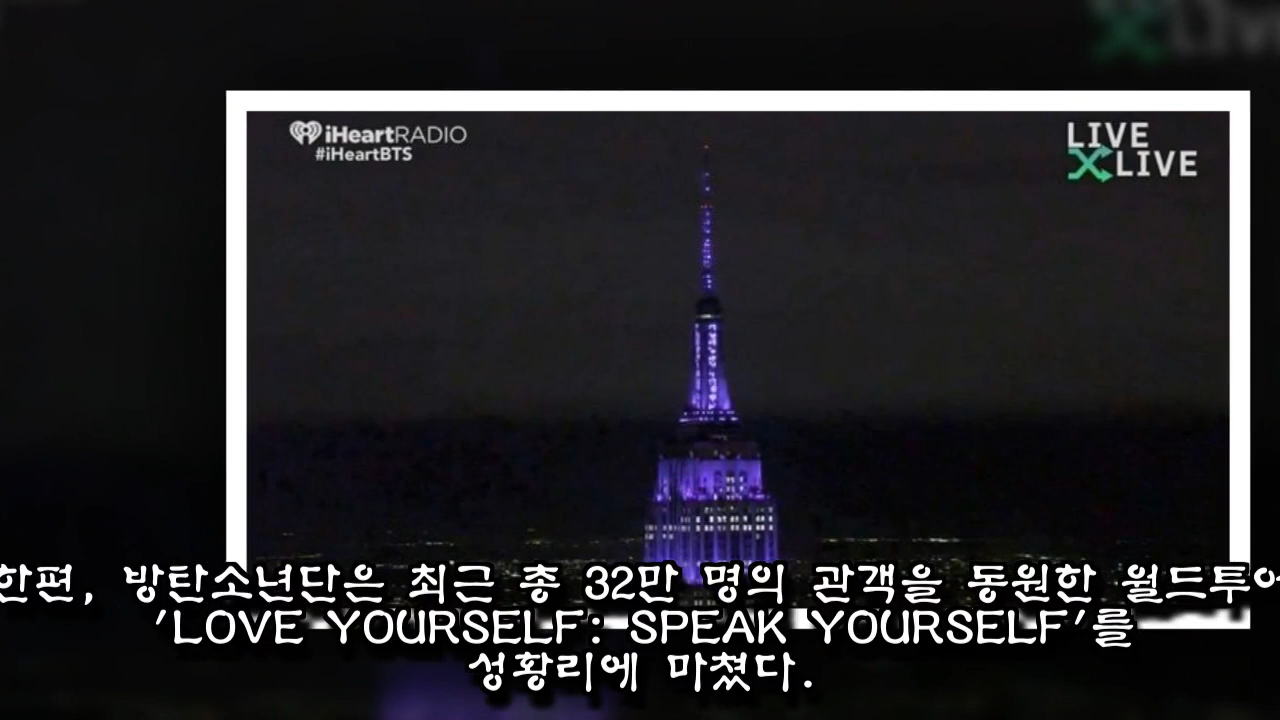 iHeartRADIO
#iHeartBTS
LIVE
LIVE
한편, 방탄소년단은 최근 총 32만 명의 관객을 동원한 월드투어
'LOVE YOURSELF: SPEAK YOURSELF'를
성황리에 마쳤다.